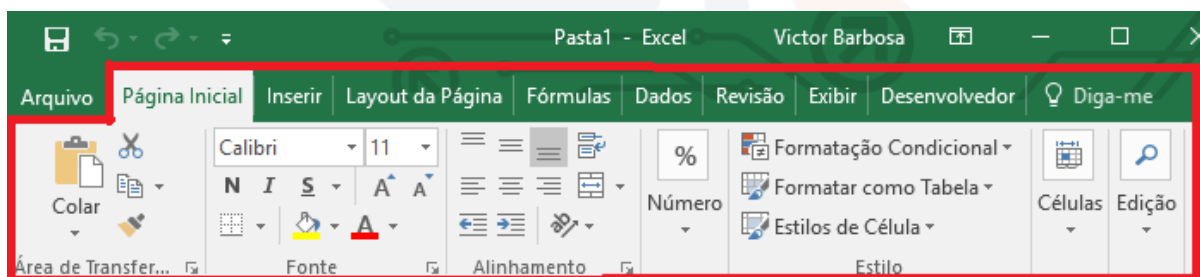 Pasta1 - Excel Victor Barbosa
Arquivo Página Inicial Inserir Layout da Página Fórmulas Dados Revisão Exibir Desenvolvedor Diga-me
Calibri 11 % Formatação Condicional
N I S A A Formatar como Tabela
Colar Número Células Edição
A Estilos de Célula
Área de Transfer... Fonte Alinhamento Estilo